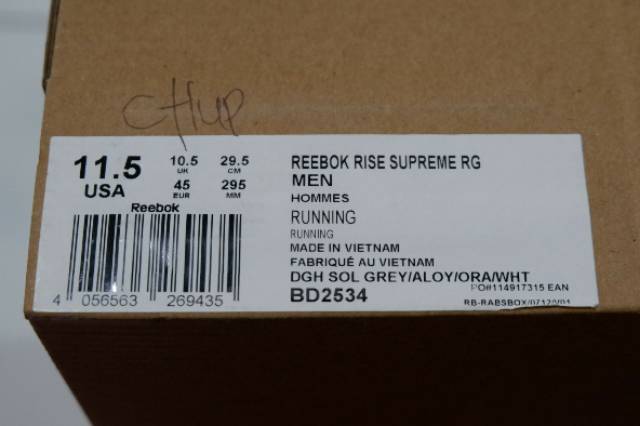 CHUP
11.5 10.5 29.5
UK CM
USA 45 295
EUR MM
Reebok
4 056563 269435
REEBOK RISE SUPREME RG
MEN
HOMMES
RUNNING
RUNNING
MADE IN VIETNAM
FABRIQUÉ AU VIETNAM
DGH SOL GREY/ALOY/ORA/WHT
PO#114917315 EAN
BD2534